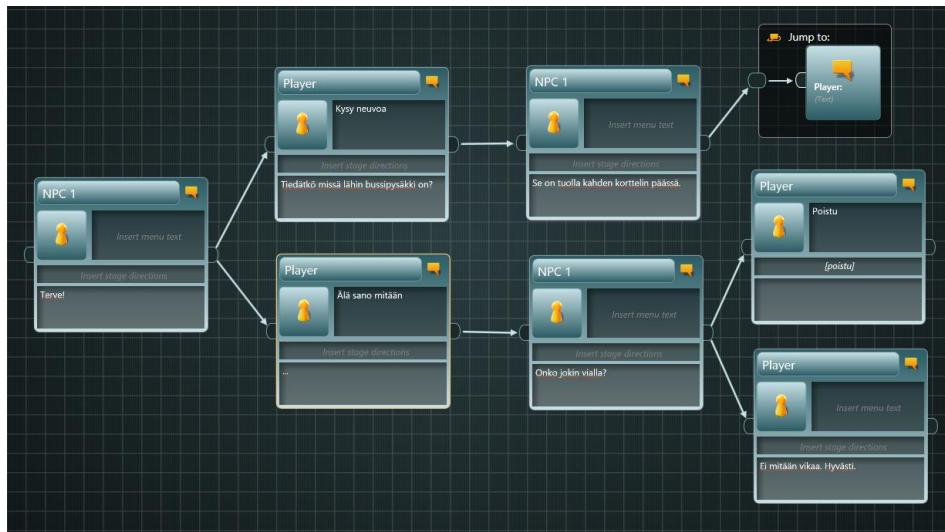 NPC 1
Insert menu text
Insert stage directions
Terve!
Player
Kysy neuvoa
Insert stage directions
Tiedätkö missä lähin bussipysäkki on?
NPC 1
Insert menu text
Insert stage directions
Se on tuolla kahden korttelin päässä.
Jump to:
Player:
(Text)
Player
Älä sano mitään
Insert stage directions
...
NPC 1
Insert menu text
Insert stage directions
Onko jokin vialla?
Player
Poistu
[poistu]
Player
Insert menu text
Insert stage directions
Ei mitään vikaa. Hyvästi.